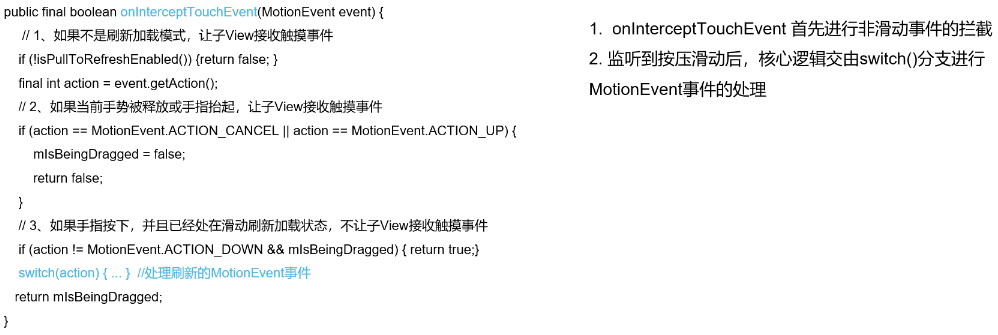 public final boolean onInterceptTouchEvent(MotionEvent event) {
// 1、如果不是刷新加载模式，让子View接收触摸事件
if (!isPullToRefreshEnabled()) {return false; }
final int action = event.getAction();
// 2、如果当前手势被释放或手指抬起，让子View接收触摸事件
if (action == MotionEvent.ACTION_CANCEL || action == MotionEvent.ACTION_UP) {
mIsBeingDragged = false;
return false;
}
// 3、如果手指按下，并且已经处在滑动刷新加载状态，不让子View接收触摸事件
if (action != MotionEvent.ACTION_DOWN && mIsBeingDragged) { return true;}
switch(action) { ... } //处理刷新的MotionEvent事件
return mIsBeingDragged;
}
1. onInterceptTouchEvent 首先进行非滑动事件的拦截
2. 监听到按压滑动后，核心逻辑交由switch()分支进行
MotionEvent事件的处理